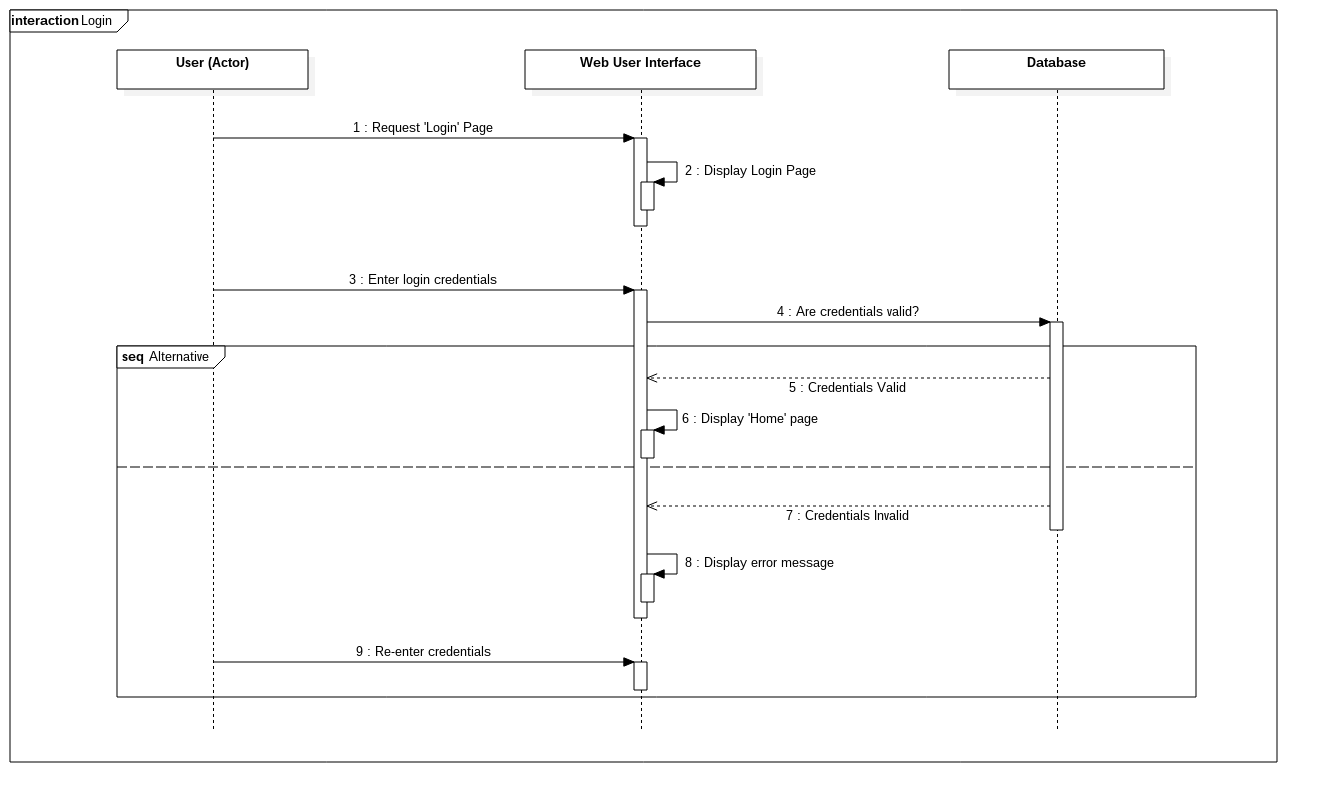 interaction Login
User (Actor)
Web User Interface
Database
1 : Request 'Login' Page
2 : Display Login Page
3 : Enter login credentials
4 : Are credentials valid?
seq Alternative
5 : Credentials Valid
6 : Display 'Home' page
7 : Credentials Invalid
8 : Display error message
9 : Re-enter credentials